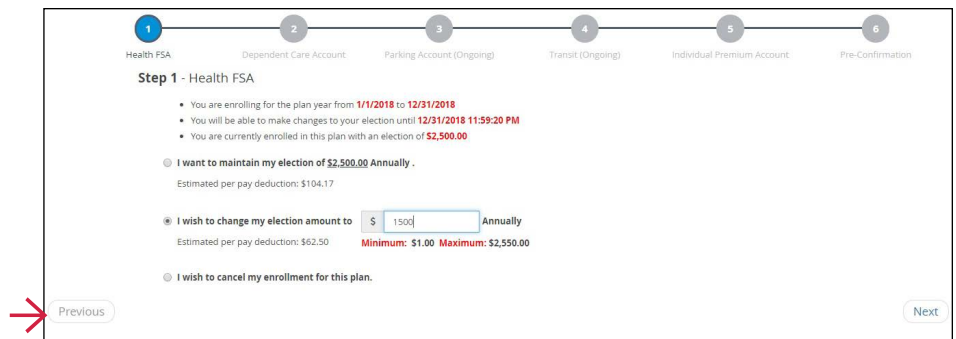 1 2 3 4 5 6
Health FSA Dependent Care Account Parking Account (Ongoing) Transit (Ongoing) Individual Premium Account Pre-Confirmation
Step 1 - Health FSA
• You are enrolling for the plan year from 1/1/2018 to 12/31/2018
• You will be able to make changes to your election until 12/31/2018 11:59:20 PM
• You are currently enrolled in this plan with an election of $2,500.00
I want to maintain my election of $2,500.00 Annually .
Estimated per pay deduction: $104.17
I wish to change my election amount to $ 1500 Annually
Estimated per pay deduction: $62.50 Minimum: $1.00 Maximum: $2,550.00
I wish to cancel my enrollment for this plan.
Previous Next